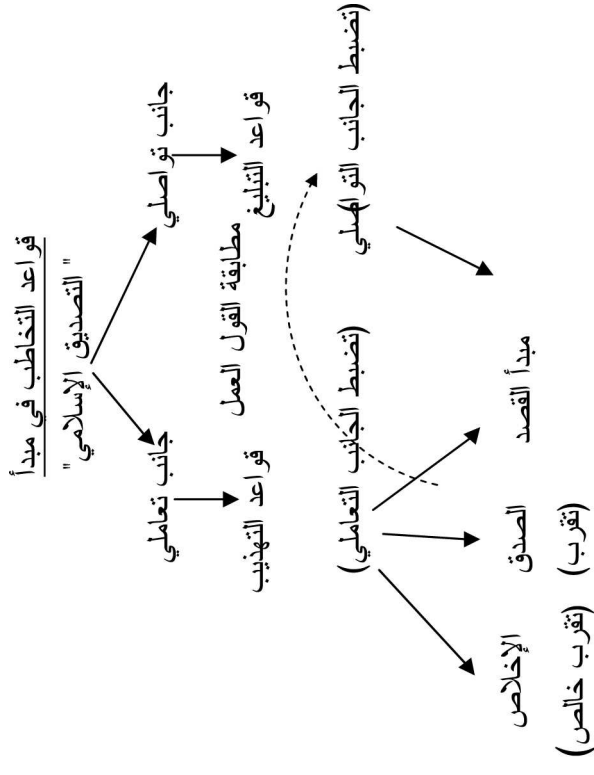 قواعد التخاطب في مبدأ
"التصديق الإسلامي"
جانب تواصلي
جانب تعاملي
قواعد التبليغ
مطابقة القول العمل
قواعد التهذيب
(تضبط الجانب التواصلي)
(تضبط الجانب التعاملي)
مبدأ القصد
الصدق
(تقرب)
الإخلاص
(تقرب خالص)